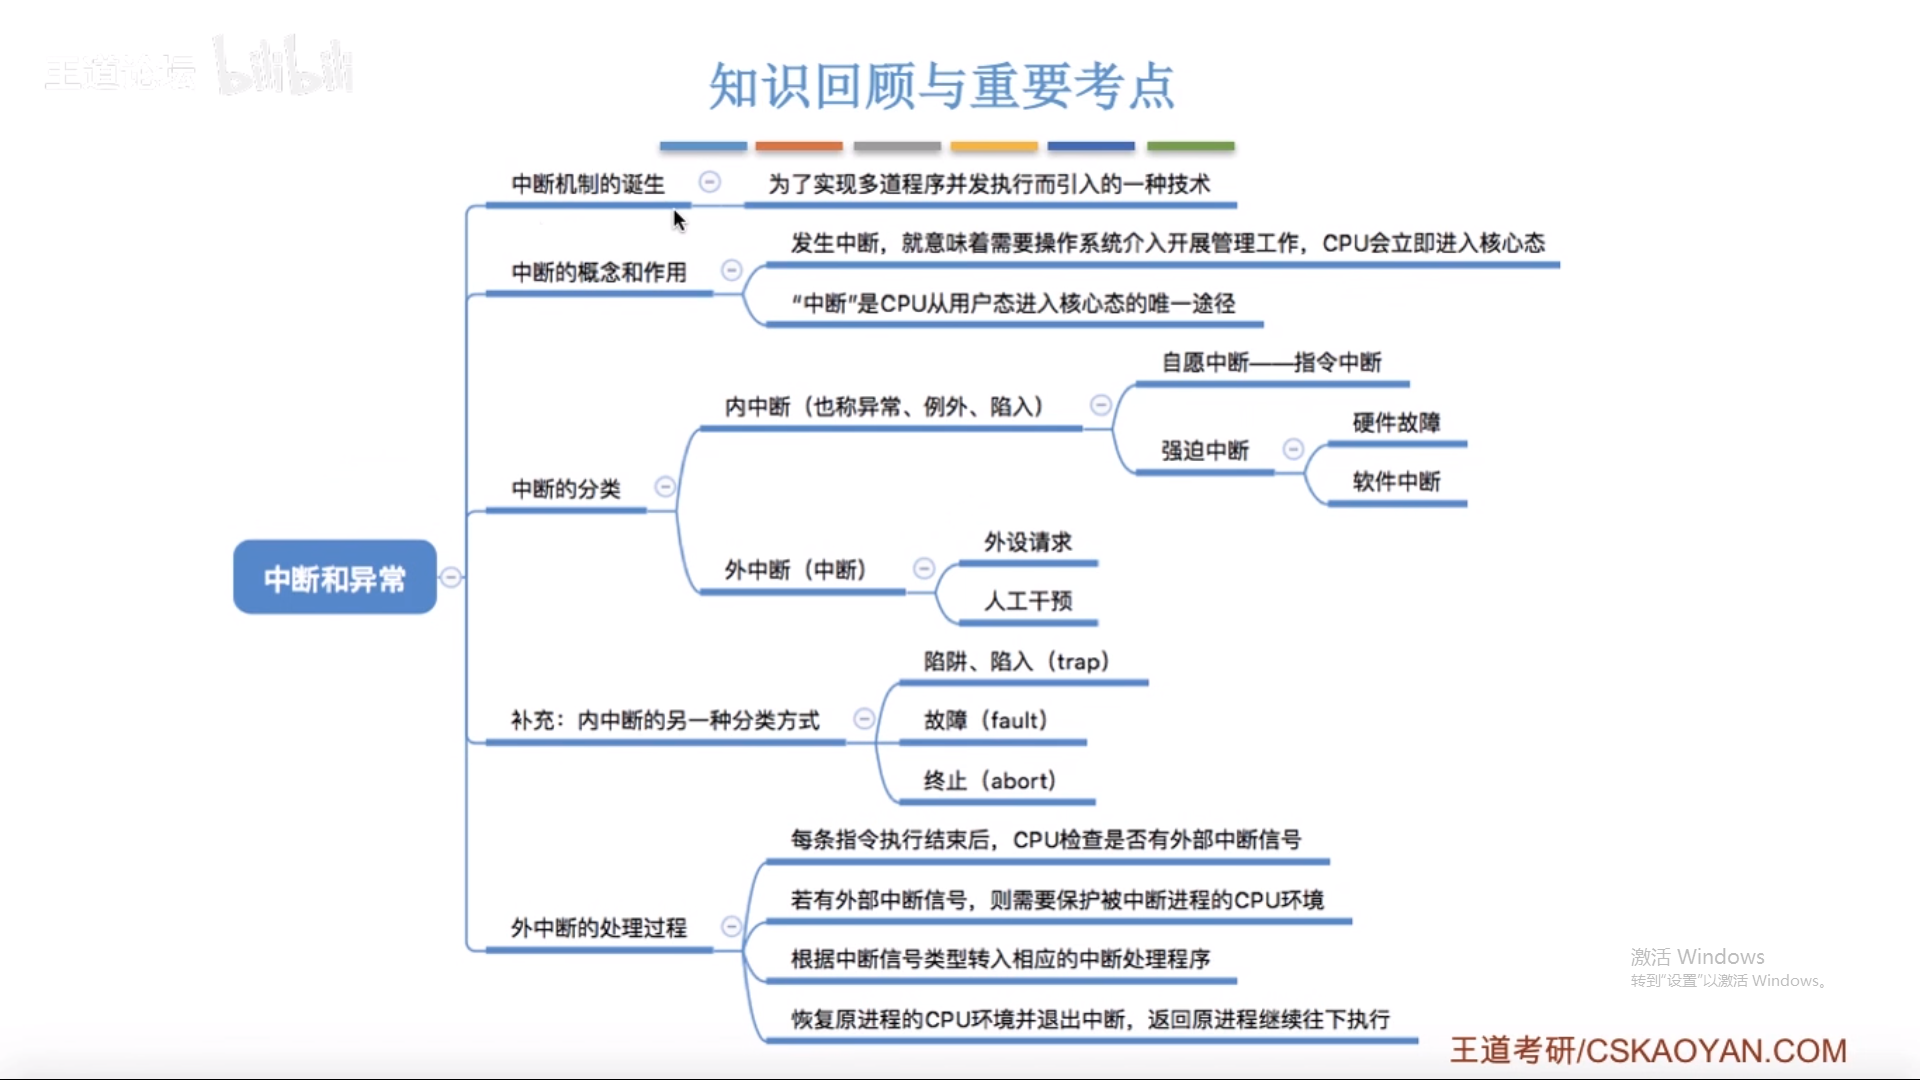 王道论坛 bilibili
知识回顾与重要考点
中断机制的诞生
为了实现多道程序并发执行而引入的一种技术
中断的概念和作用
发生中断，就意味着需要操作系统介入开展管理工作，CPU会立即进入核心态
“中断”是CPU从用户态进入核心态的唯一途径
中断的分类
内中断（也称异常、例外、陷入）
自愿中断——指令中断
强迫中断
硬件故障
软件中断
外中断（中断）
外设请求
人工干预
中断和异常
补充：内中断的另一种分类方式
陷阱、陷入（trap）
故障（fault）
终止（abort）
外中断的处理过程
每条指令执行结束后，CPU检查是否有外部中断信号
若有外部中断信号，则需要保护被中断进程的CPU环境
根据中断信号类型转入相应的中断处理程序
恢复原进程的CPU环境并退出中断，返回原进程继续往下执行
激活 Windows
转到“设置”以激活 Windows。
王道考研/CSKAOYAN.COM